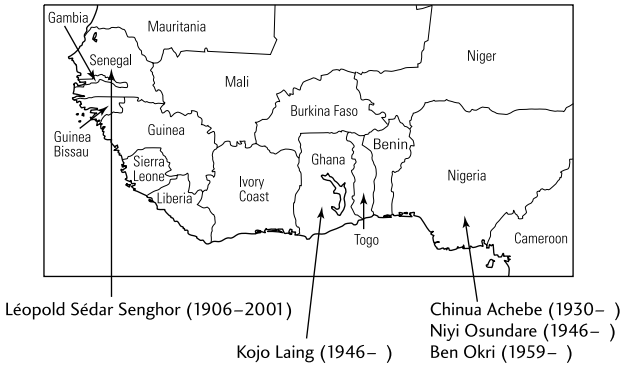 Gambia
Mauritania
Senegal
Mali
Niger
Burkina Faso
Guinea
Bissau
Guinea
Benin
Ghana
Sierra
Leone
Ivory
Coast
Nigeria
Liberia
Togo
Cameroon
Léopold Sédar Senghor (1906–2001)
Kojo Laing (1946– )
Chinua Achebe (1930– )
Niyi Osundare (1946– )
Ben Okri (1959– )